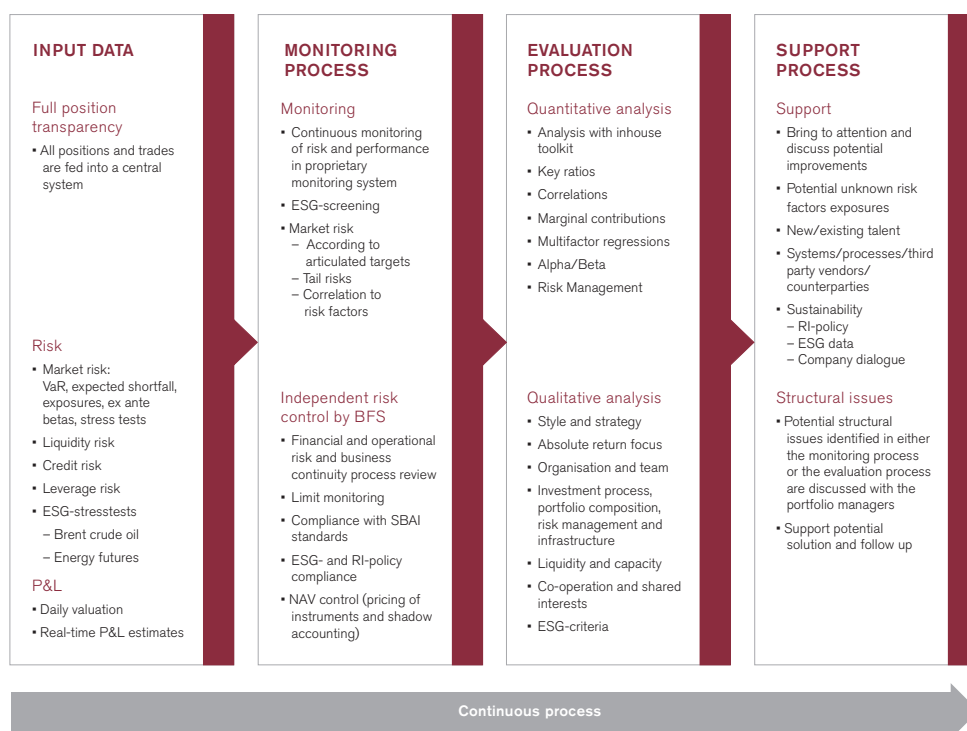 INPUT DATA
Full position
transparency
▪ All positions and trades
are fed into a central
system
Risk
▪ Market risk:
VaR, expected shortfall,
exposures, ex ante
betas, stress tests
▪ Liquidity risk
▪ Credit risk
▪ Leverage risk
▪ ESG-stresstests
– Brent crude oil
– Energy futures
P&L
▪ Daily valuation
▪ Real-time P&L estimates
MONITORING
PROCESS
Monitoring
▪ Continuous monitoring
of risk and performance
in proprietary
monitoring system
▪ ESG-screening
▪ Market risk
– According to
articulated targets
– Tail risks
– Correlation to
risk factors
Independent risk
control by BFS
▪ Financial and operational
risk and business
continuity process review
▪ Limit monitoring
▪ Compliance with SBAI
standards
▪ ESG- and RI-policy
compliance
▪ NAV control (pricing of
instruments and shadow
accounting)
EVALUATION
PROCESS
Quantitative analysis
▪ Analysis with inhouse
toolkit
▪ Key ratios
▪ Correlations
▪ Marginal contributions
▪ Multifactor regressions
▪ Alpha/Beta
▪ Risk Management
Qualitative analysis
▪ Style and strategy
▪ Absolute return focus
▪ Organisation and team
▪ Investment process,
portfolio composition,
risk management and
infrastructure
▪ Liquidity and capacity
▪ Co-operation and shared
interests
▪ ESG-criteria
SUPPORT
PROCESS
Support
▪ Bring to attention and
discuss potential
improvements
▪ Potential unknown risk
factors exposures
▪ New/existing talent
▪ Systems/processes/third
party vendors/
counterparties
▪ Sustainability
– RI-policy
– ESG data
– Company dialogue
Structural issues
▪ Potential structural
issues identified in either
the monitoring process
or the evaluation process
are discussed with the
portfolio managers
▪ Support potential
solution and follow up
Continuous process